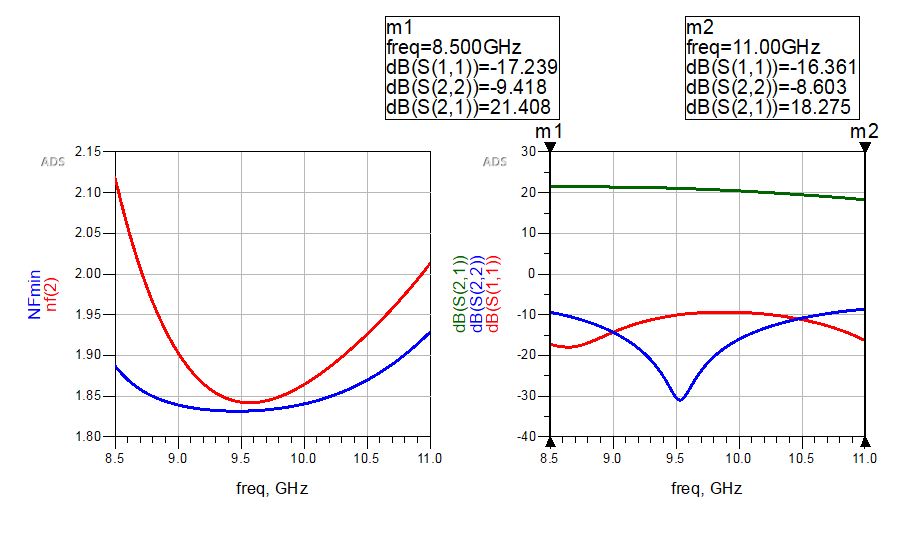 m1
freq=8.500GHz
dB(S(1,1))=-17.239
dB(S(2,2))=-9.418
dB(S(2,1))=21.408
m2
freq=11.00GHz
dB(S(1,1))=-16.361
dB(S(2,2))=-8.603
dB(S(2,1))=18.275
ADS
2.15
2.10
2.05
2.00
1.95
1.90
1.85
1.80
NFmin
nf(2)
8.5 9.0 9.5 10.0 10.5 11.0
freq, GHz
m1 m2
ADS
30
20
10
0
-10
-20
-30
-40
dB(S(2,1))
dB(S(2,2))
dB(S(1,1))
8.5 9.0 9.5 10.0 10.5 11.0
freq, GHz